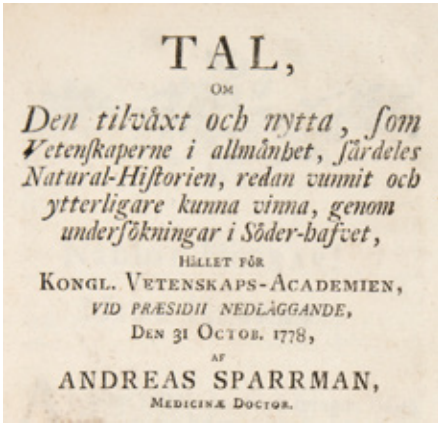 TAL,
OM
Den tilvåxt och nytta, ſom
Vetenſkaperne i allmånhet, ſårdeles
Natural-Hiſtorien, redan vunnit och
ytterligare kunna vinna, genom
underſökningar i Söder-hafvet,
HÅLLET FÖR
KONGL. VETENSKAPS-ACADEMIEN,
VID PRÆSIDII NEDLÅGGANDE,
DEN 31 OCTOB. 1778,
AF
ANDREAS SPARRMAN,
MEDICINÆ DOCTOR.